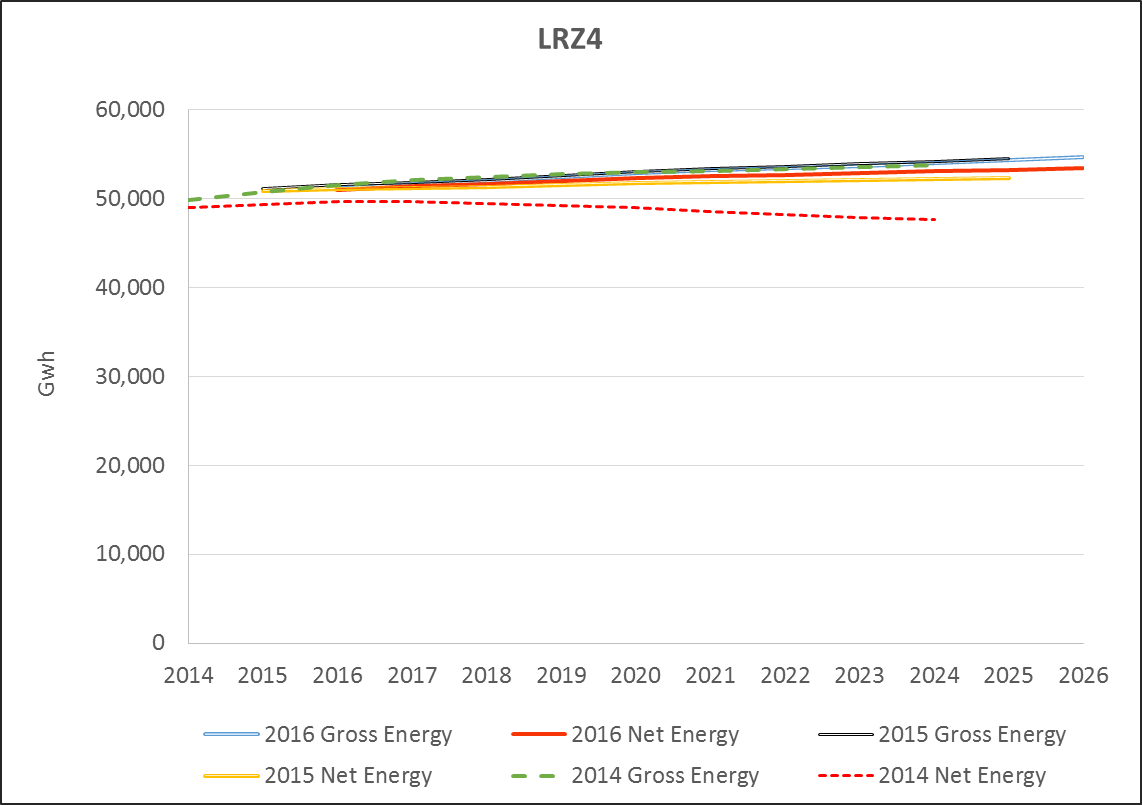 LRZ4
60,000
50,000
40,000
30,000
20,000
10,000
0
Gwh
2014 2015 2016 2017 2018 2019 2020 2021 2022 2023 2024 2025 2026
2016 Gross Energy 2016 Net Energy 2015 Gross Energy
2015 Net Energy 2014 Gross Energy 2014 Net Energy